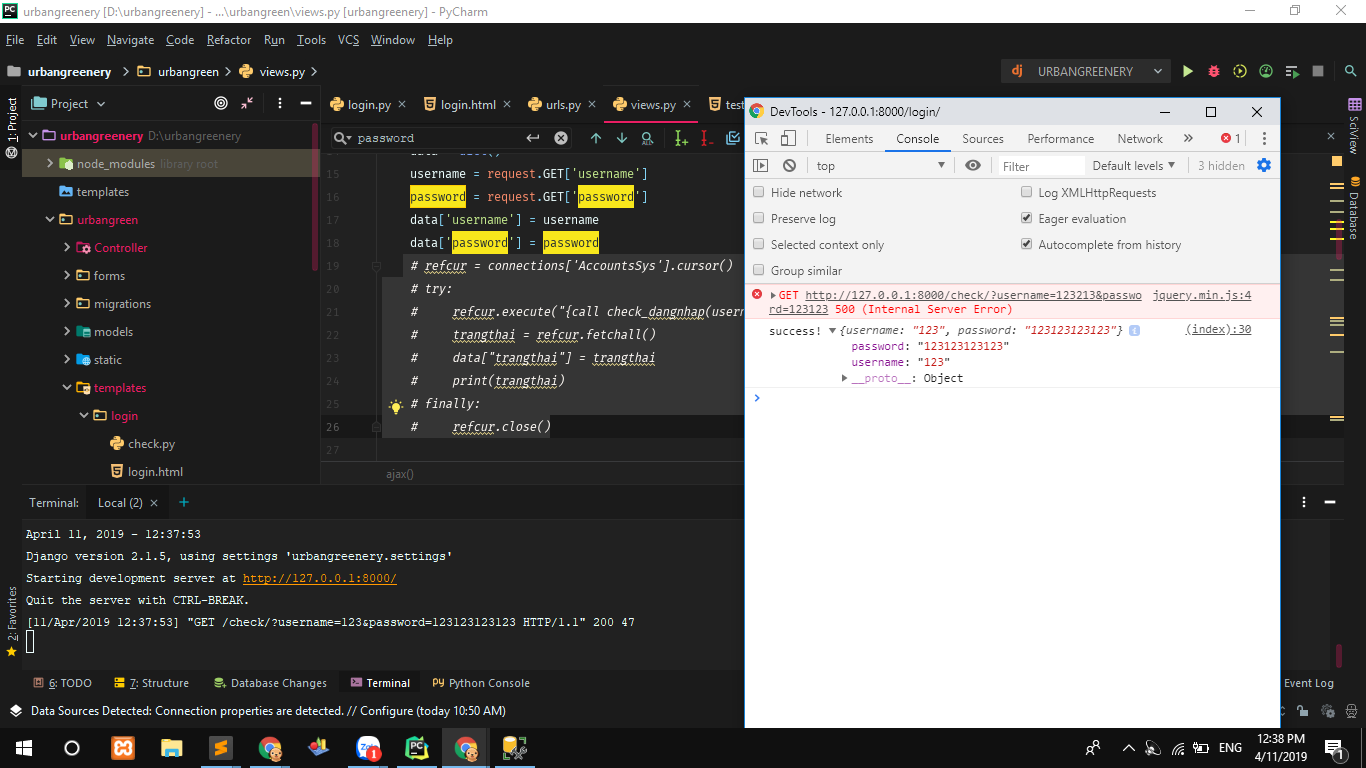 urbangreenery [D:\urbangreenery] - ...\urbangreen\views.py [urbangreenery] - PyCharm
File Edit View Navigate Code Refactor Run Tools VCS Window Help
urbangreenery urbangreen views.py
dj URBANGREENERY
1: Project
Project
login.py login.html urls.py views.py test
password
urbangreenery D:\urbangreenery
node_modules library root
templates
urbangreen
Controller
forms
migrations
models
static
templates
login
check.py
login.html
15 username = request.GET['username']
16 password = request.GET['password']
17 data['username'] = username
18 data['password'] = password
19 # refcur = connections['AccountsSys'].cursor()
20 # try:
21 # refcur.execute("{call check_dangnhap(usern
22 # trangthai = refcur.fetchall()
23 # data["trangthai"] = trangthai
24 # print(trangthai)
25 # finally:
26 # refcur.close()
27
ajax()
SciView
Database
DevTools - 127.0.0.1:8000/login/
Elements Console Sources Performance Network » 1
top Filter Default levels 3 hidden
Hide network Log XMLHttpRequests
Preserve log Eager evaluation
Selected context only Autocomplete from history
Group similar
GET http://127.0.0.1:8000/check/?username=123213&passwo jquery.min.js:4
rd=123123 500 (Internal Server Error)
success! {username: "123", password: "123123123123"} (index):30
password: "123123123123"
username: "123"
__proto__: Object
Terminal: Local (2)
April 11, 2019 - 12:37:53
Django version 2.1.5, using settings 'urbangreenery.settings'
Starting development server at http://127.0.0.1:8000/
Quit the server with CTRL-BREAK.
[11/Apr/2019 12:37:53] "GET /check/?username=123&password=123123123123 HTTP/1.1" 200 47
2: Favorites
6: TODO 7: Structure Database Changes Terminal Python Console Event Log
Data Sources Detected: Connection properties are detected. // Configure (today 10:50 AM)
ENG
12:38 PM
4/11/2019
1